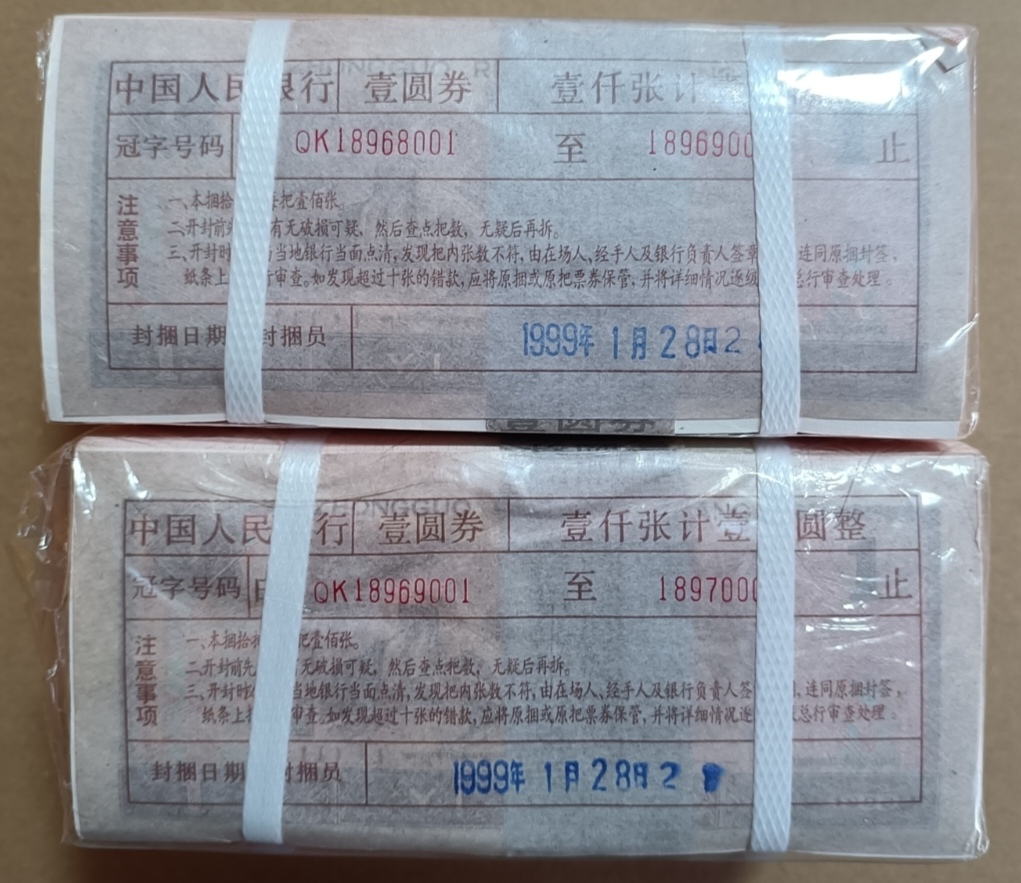 中国人民银行 壹圆券 壹仟张计壹
冠字号码 QK18968001 至 1896900 止
注意事项
一、本捆拾 把壹佰张。
二、开封前 有无破损可疑，然后查点把数，无疑后再拆。
三、开封时 当地银行当面点清，发现把内张数不符，由在场人、经手人及银行负责人签章 连同原捆封签，
纸条上 行审查。如发现超过十张的错款，应将原捆或原把票券保管，并将详细情况逐级 总行审查处理。
封捆日期 封捆员 1999年 1月 28日 2
壹圆券
中国人民 行 壹圆券 壹仟张计壹 圆整
冠字号码 QK18969001 至 1897000 止
注意事项
一、本捆拾 把壹佰张。
二、开封前先 无破损可疑，然后查点把数，无疑后再拆。
三、开封时 当地银行当面点清，发现把内张数不符，由在场人、经手人及银行负责人签 连同原捆封签，
纸条上 审查。如发现超过十张的错款，应将原捆或原把票券保管，并将详细情况逐 总行审查处理。
封捆日期 封捆员 1999年 1月 28日 2